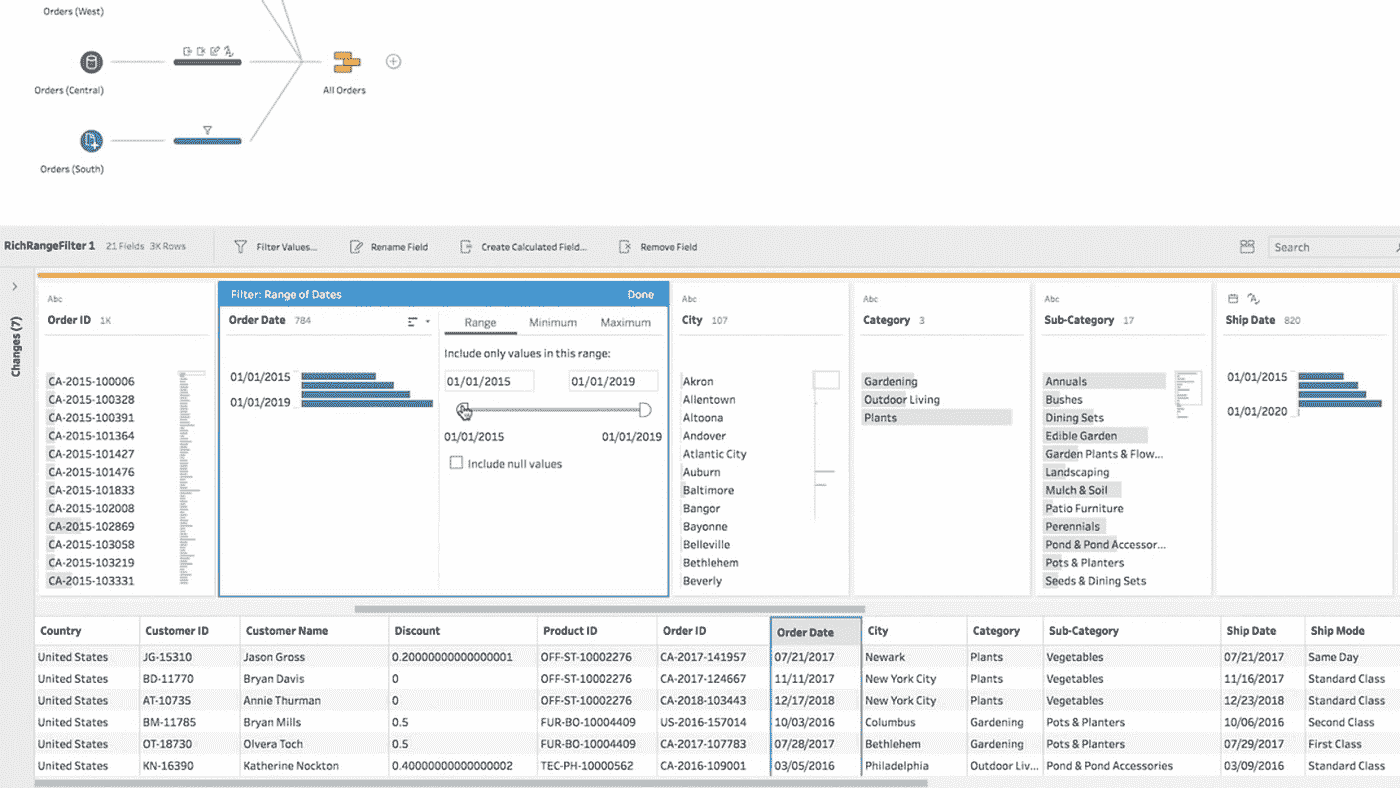 Orders (West)
Orders (Central)
All Orders
Orders (South)
RichRangeFilter 1 21 Fields 3K Rows Filter Values... Rename Field Create Calculated Field... Remove Field Search
Changes (7)
Abc
Order ID 1K
CA-2015-100006
CA-2015-100328
CA-2015-100391
CA-2015-101364
CA-2015-101427
CA-2015-101476
CA-2015-101833
CA-2015-102008
CA-2015-102869
CA-2015-103058
CA-2015-103219
CA-2015-103331
Filter: Range of Dates Done
Order Date 784
01/01/2015
01/01/2019
Range Minimum Maximum
Include only values in this range:
01/01/2015 01/01/2019
01/01/2015 01/01/2019
Include null values
Abc
City 107
Akron
Allentown
Altoona
Andover
Atlantic City
Auburn
Baltimore
Bangor
Bayonne
Belleville
Bethlehem
Beverly
Abc
Category 3
Gardening
Outdoor Living
Plants
Abc
Sub-Category 17
Annuals
Bushes
Dining Sets
Edible Garden
Garden Plants & Flow...
Landscaping
Mulch & Soil
Patio Furniture
Perennials
Pond & Pond Accessor...
Pots & Planters
Seeds & Dining Sets
Ship Date 820
01/01/2015
01/01/2020
Country Customer ID Customer Name Discount Product ID Order ID Order Date City Category Sub-Category Ship Date Ship Mode
United States JG-15310 Jason Gross 0.20000000000000001 OFF-ST-10002276 CA-2017-141957 07/21/2017 Newark Plants Vegetables 07/21/2017 Same Day
United States BD-11770 Bryan Davis 0 OFF-ST-10002276 CA-2017-124667 11/11/2017 New York City Plants Vegetables 11/16/2017 Standard Class
United States AT-10735 Annie Thurman 0 OFF-ST-10002276 CA-2018-103443 12/17/2018 New York City Plants Vegetables 12/23/2018 Standard Class
United States BM-11785 Bryan Mills 0.5 FUR-BO-10004409 US-2016-157014 10/03/2016 Columbus Gardening Pots & Planters 10/06/2016 Second Class
United States OT-18730 Olvera Toch 0.5 FUR-BO-10004409 CA-2017-107783 07/28/2017 Bethlehem Gardening Pots & Planters 07/29/2017 First Class
United States KN-16390 Katherine Nockton 0.40000000000000002 TEC-PH-10000562 CA-2016-109001 03/05/2016 Philadelphia Outdoor Liv... Pond & Pond Accessories 03/09/2016 Standard Class